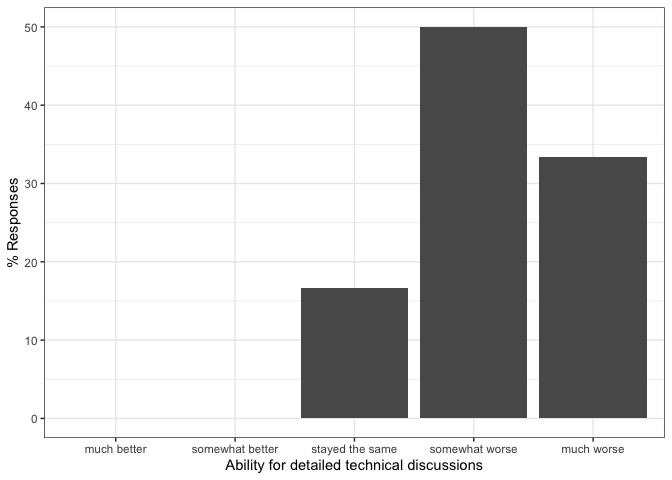 50
40
30
20
10
0
% Responses
much better somewhat better stayed the same somewhat worse much worse
Ability for detailed technical discussions